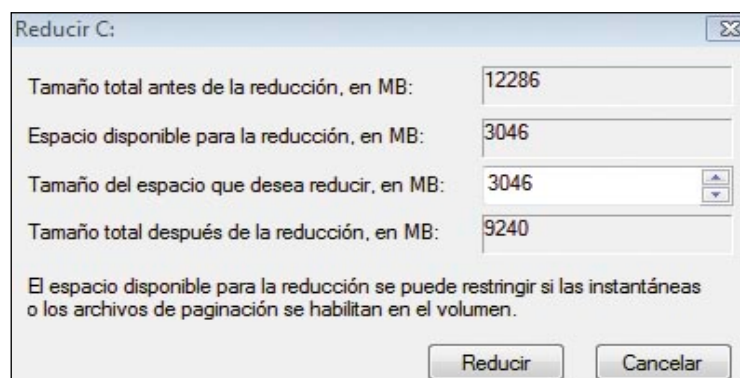 Reducir C:
Tamaño total antes de la reducción, en MB: 12286
Espacio disponible para la reducción, en MB: 3046
Tamaño del espacio que desea reducir, en MB: 3046
Tamaño total después de la reducción, en MB: 9240
El espacio disponible para la reducción se puede restringir si las instantáneas
o los archivos de paginación se habilitan en el volumen.
Reducir Cancelar